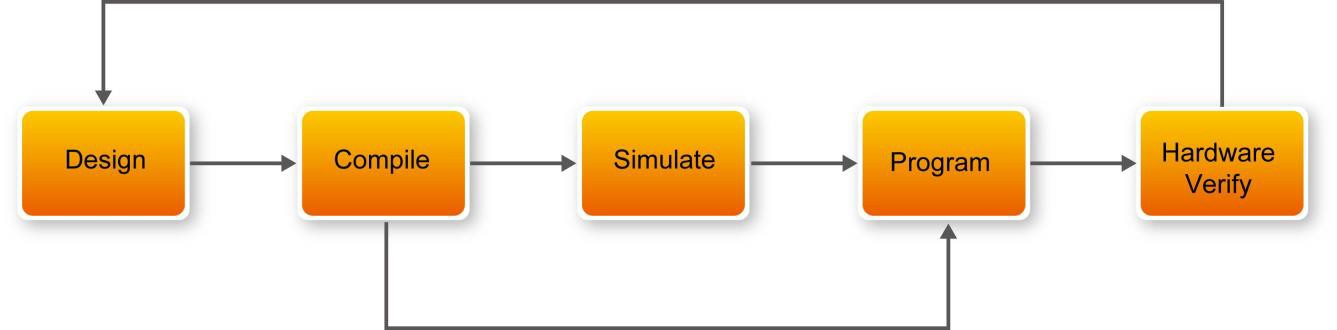 Design
Compile
Simulate
Program
Hardware
Verify